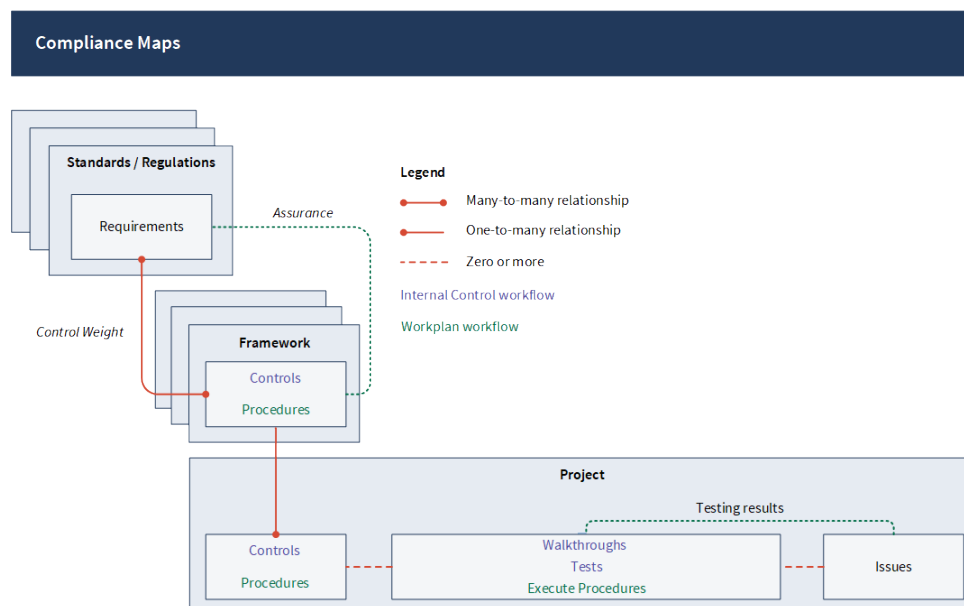 Compliance Maps
Standards / Regulations
Requirements
Assurance
Control Weight
Legend
Many-to-many relationship
One-to-many relationship
Zero or more
Internal Control workflow
Workplan workflow
Framework
Controls
Procedures
Project
Testing results
Controls
Procedures
Walkthroughs
Tests
Execute Procedures
Issues